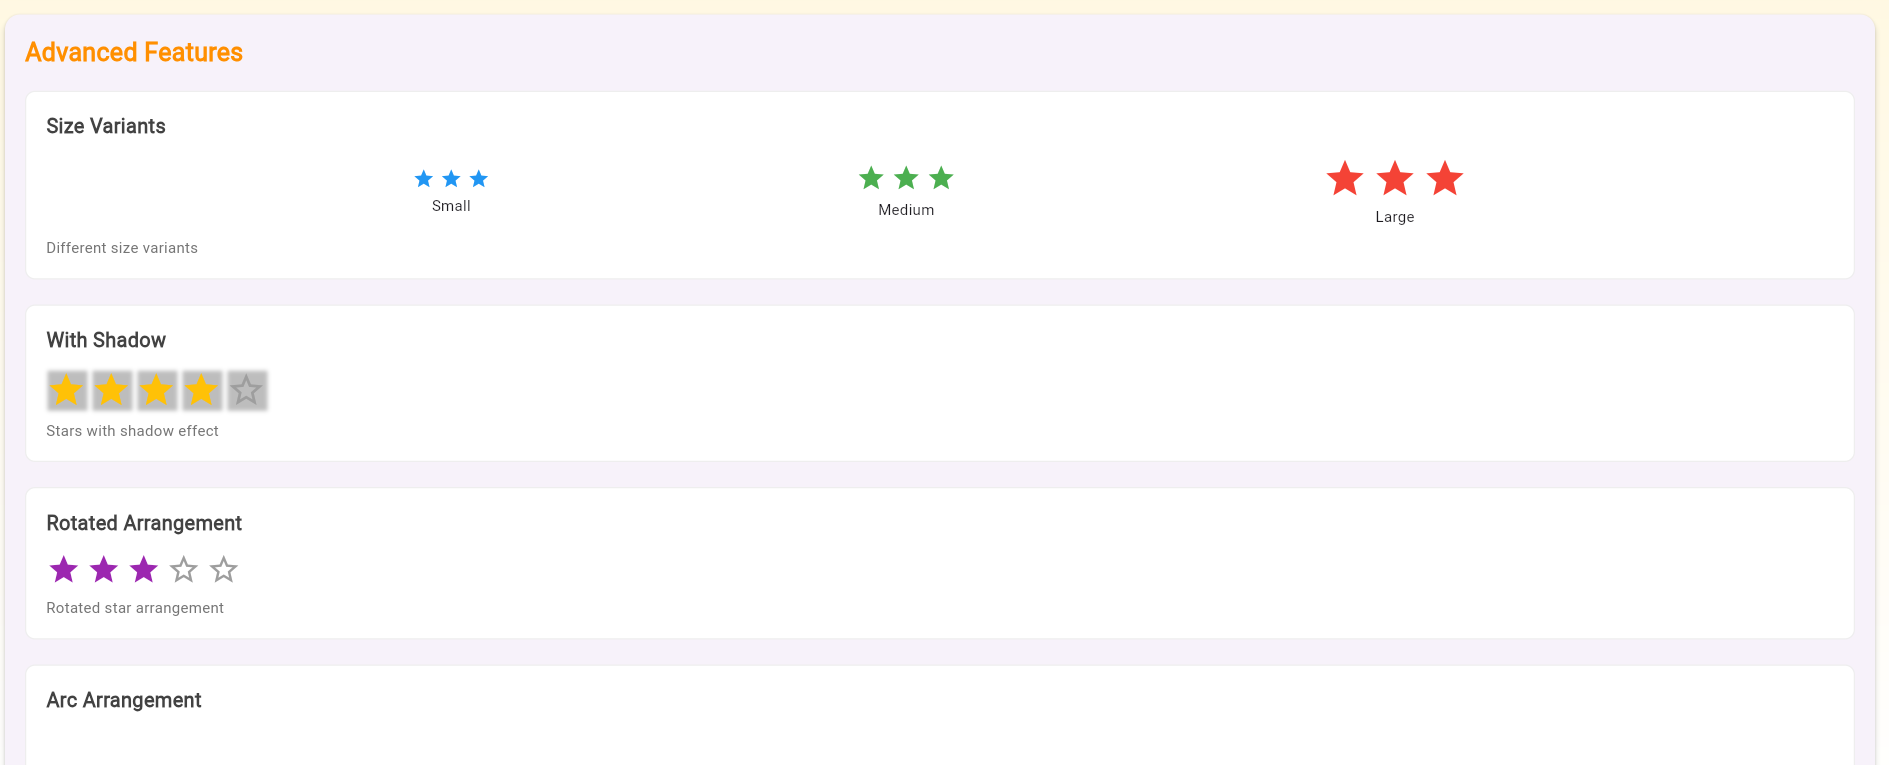 Advanced Features
Size Variants
Small
Medium
Large
Different size variants
With Shadow
Stars with shadow effect
Rotated Arrangement
Rotated star arrangement
Arc Arrangement